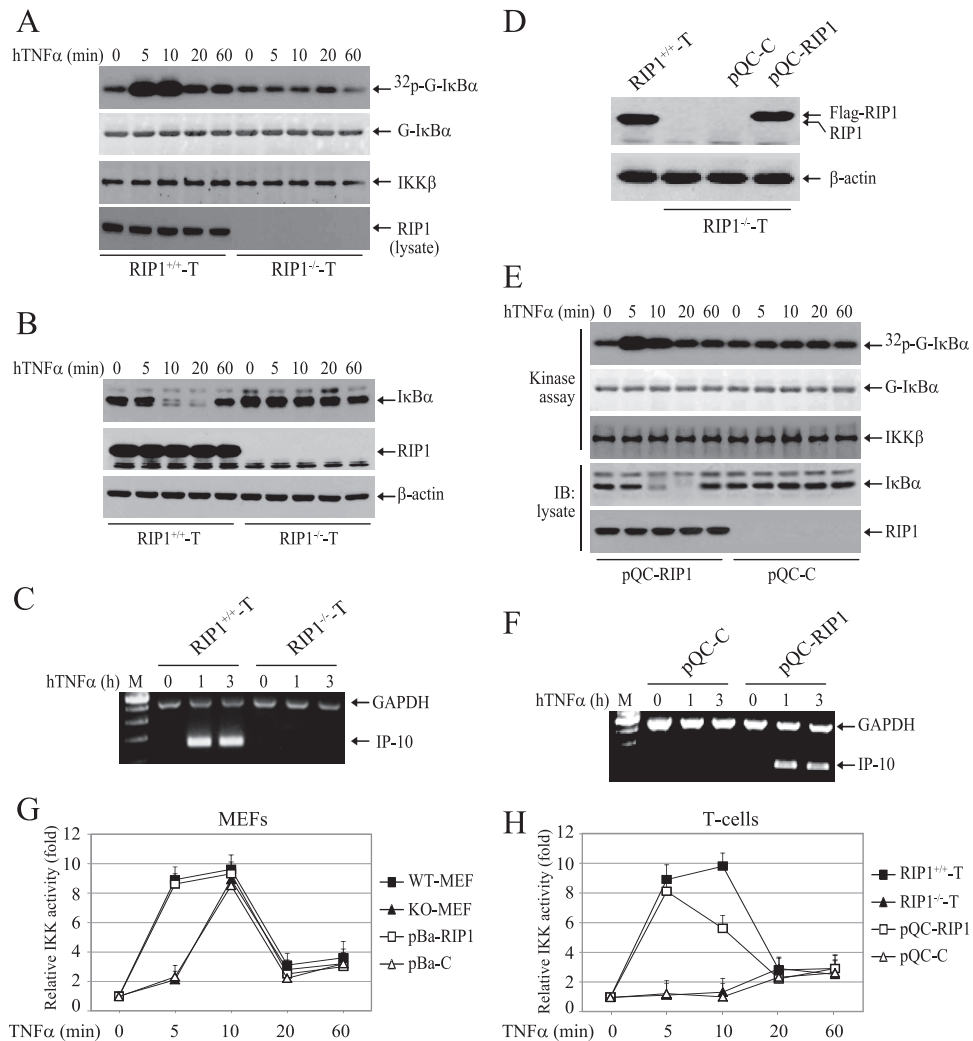 A
hTNFα (min) 0 5 10 20 60 0 5 10 20 60
32p-G-IκBα
G-IκBα
IKKβ
RIP1
(lysate)
RIP1+/+-T RIP1-/--T
B
hTNFα (min) 0 5 10 20 60 0 5 10 20 60
IκBα
RIP1
β-actin
RIP1+/+-T RIP1-/--T
C
RIP1+/+-T RIP1-/--T
hTNFα (h) M 0 1 3 0 1 3
GAPDH
IP-10
D
RIP1+/+-T pQC-C pQC-RIP1
Flag-RIP1
RIP1
β-actin
RIP1-/--T
E
hTNFα (min) 0 5 10 20 60 0 5 10 20 60
Kinase
assay
32p-G-IκBα
G-IκBα
IKKβ
IB:
lysate
IκBα
RIP1
pQC-RIP1 pQC-C
F
pQC-C pQC-RIP1
hTNFα (h) M 0 1 3 0 1 3
GAPDH
IP-10
G
MEFs
Relative IKK activity (fold)
12
10
8
6
4
2
0
WT-MEF
KO-MEF
pBa-RIP1
pBa-C
TNFα (min) 0 5 10 20 60
H
T-cells
Relative IKK activity (fold)
12
10
8
6
4
2
0
RIP1+/+-T
RIP1-/--T
pQC-RIP1
pQC-C
TNFα (min) 0 5 10 20 60